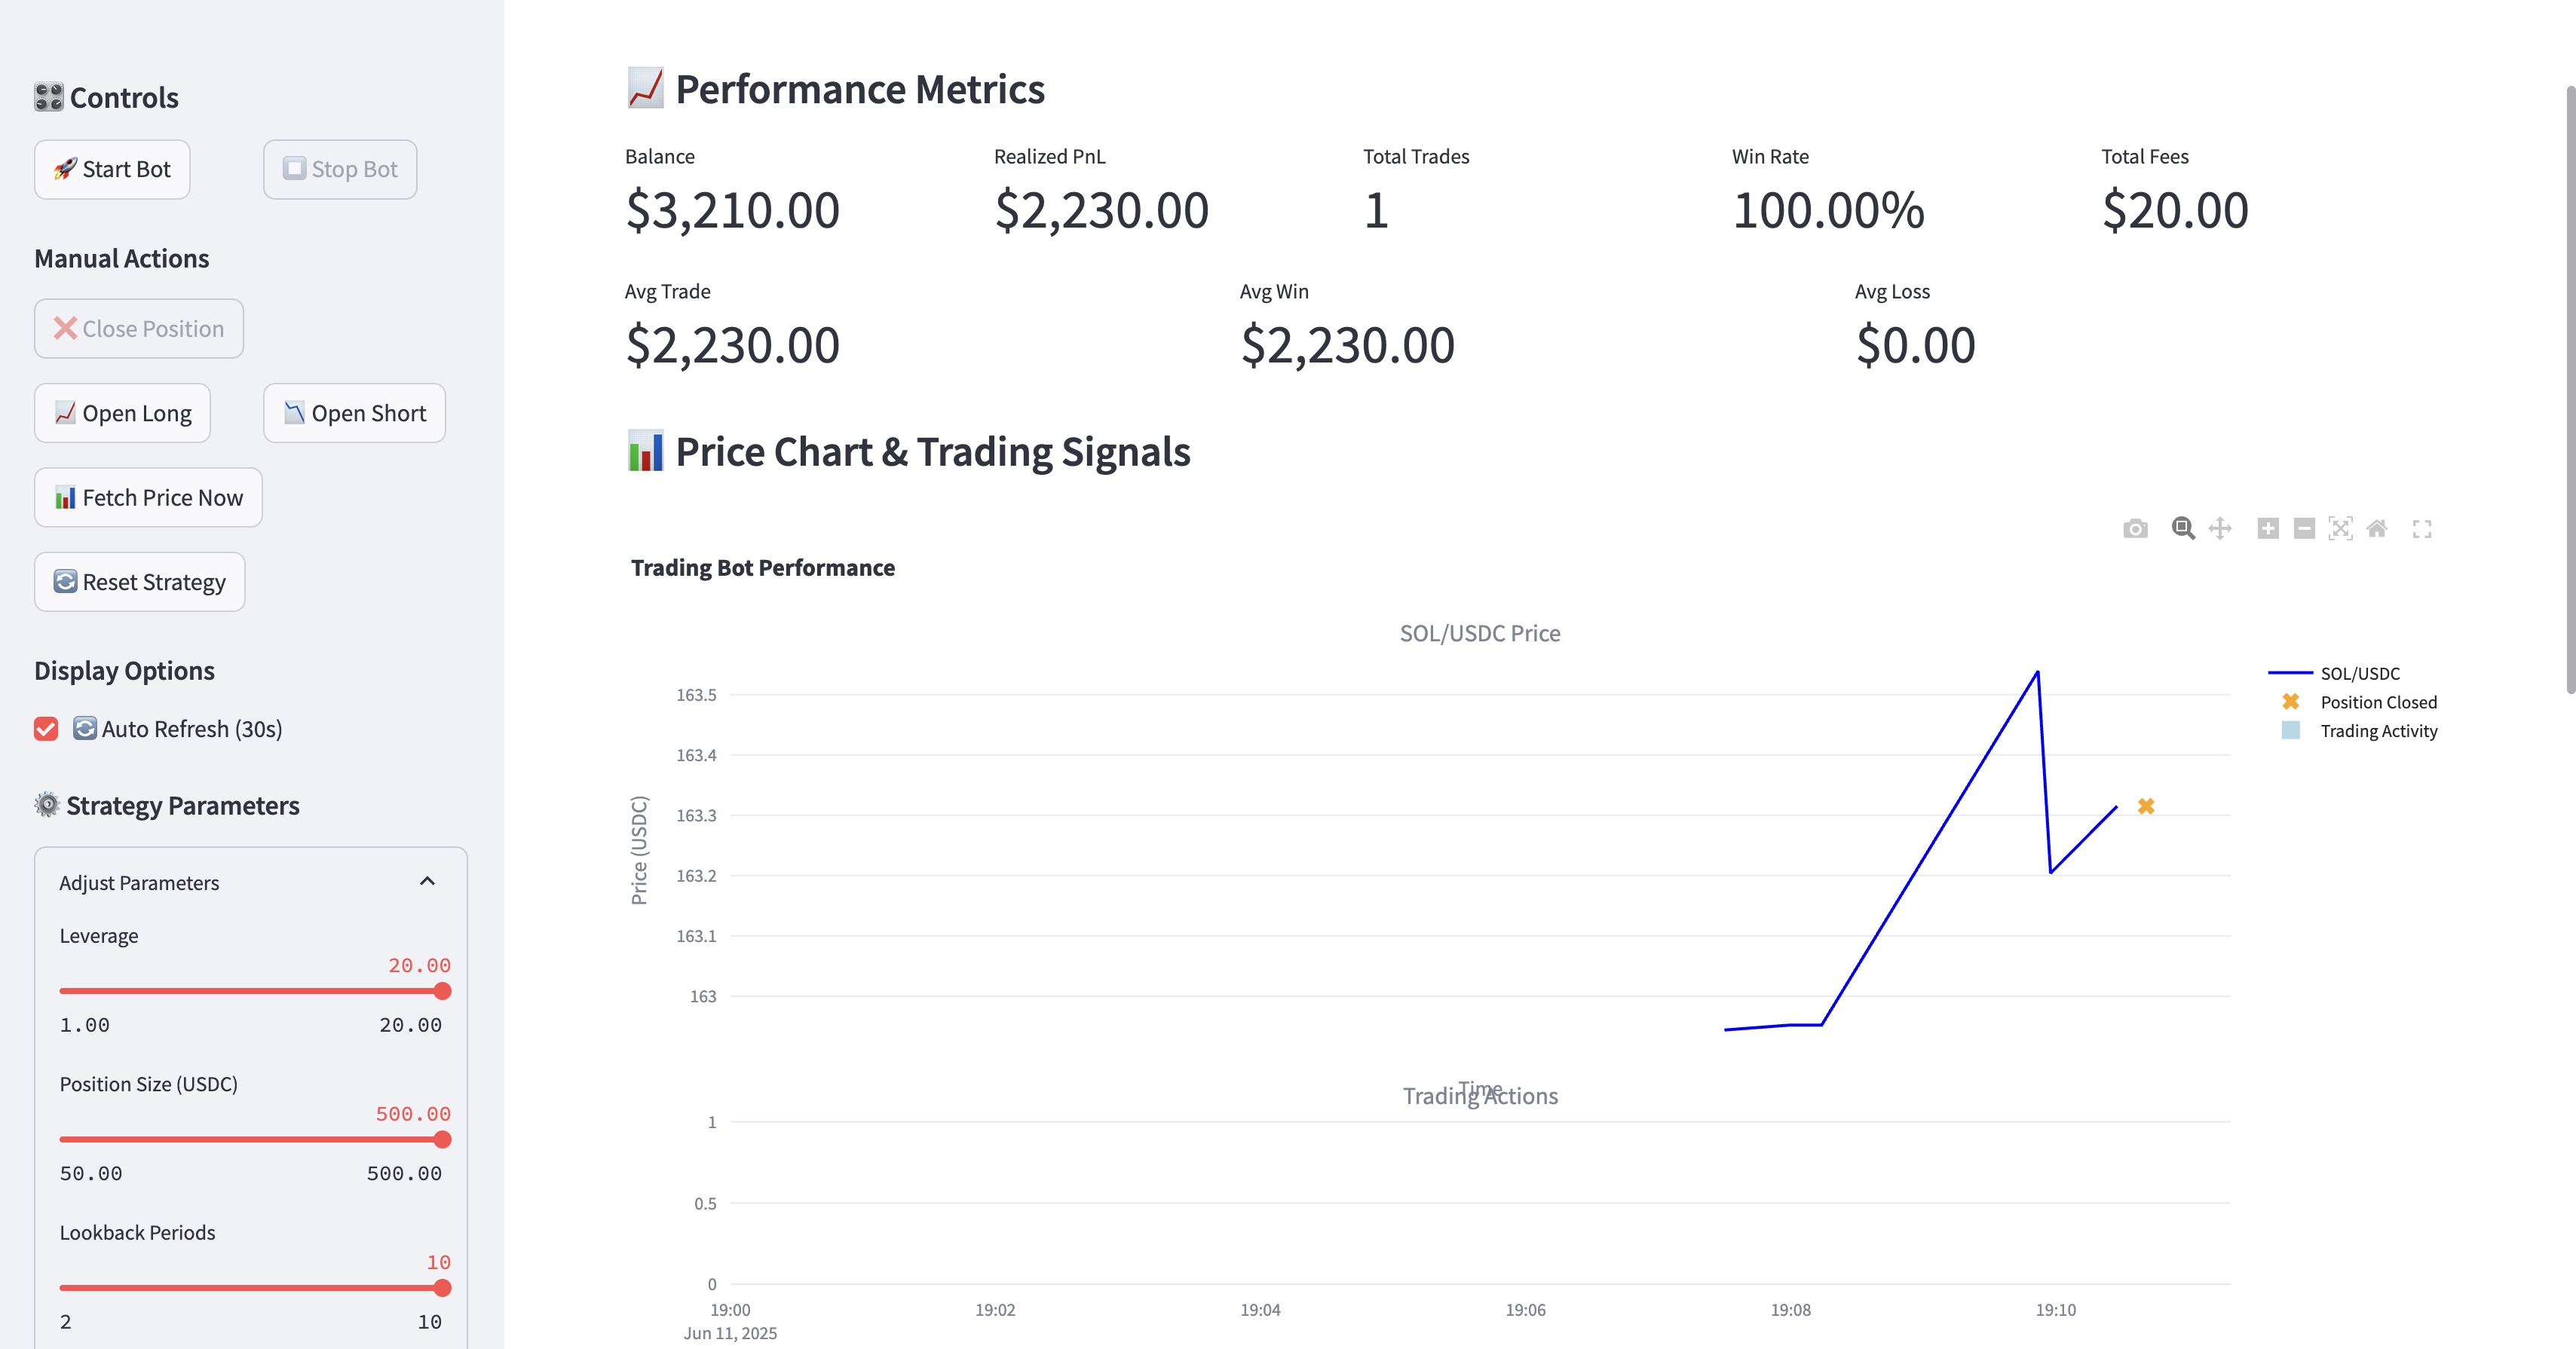 Controls
Start Bot
Stop Bot
Manual Actions
Close Position
Open Long
Open Short
Fetch Price Now
Reset Strategy
Display Options
Auto Refresh (30s)
Strategy Parameters
Adjust Parameters
Leverage
20.00
1.00 20.00
Position Size (USDC)
500.00
50.00 500.00
Lookback Periods
10
2 10
Performance Metrics
Balance
$3,210.00
Realized PnL
$2,230.00
Total Trades
1
Win Rate
100.00%
Total Fees
$20.00
Avg Trade
$2,230.00
Avg Win
$2,230.00
Avg Loss
$0.00
Price Chart & Trading Signals
Trading Bot Performance
SOL/USDC Price
163.5
163.4
163.3
163.2
163.1
163
Price (USDC)
SOL/USDC
Position Closed
Trading Activity
Time
Trading Actions
1
0.5
0
19:00 19:02 19:04 19:06 19:08 19:10
Jun 11, 2025